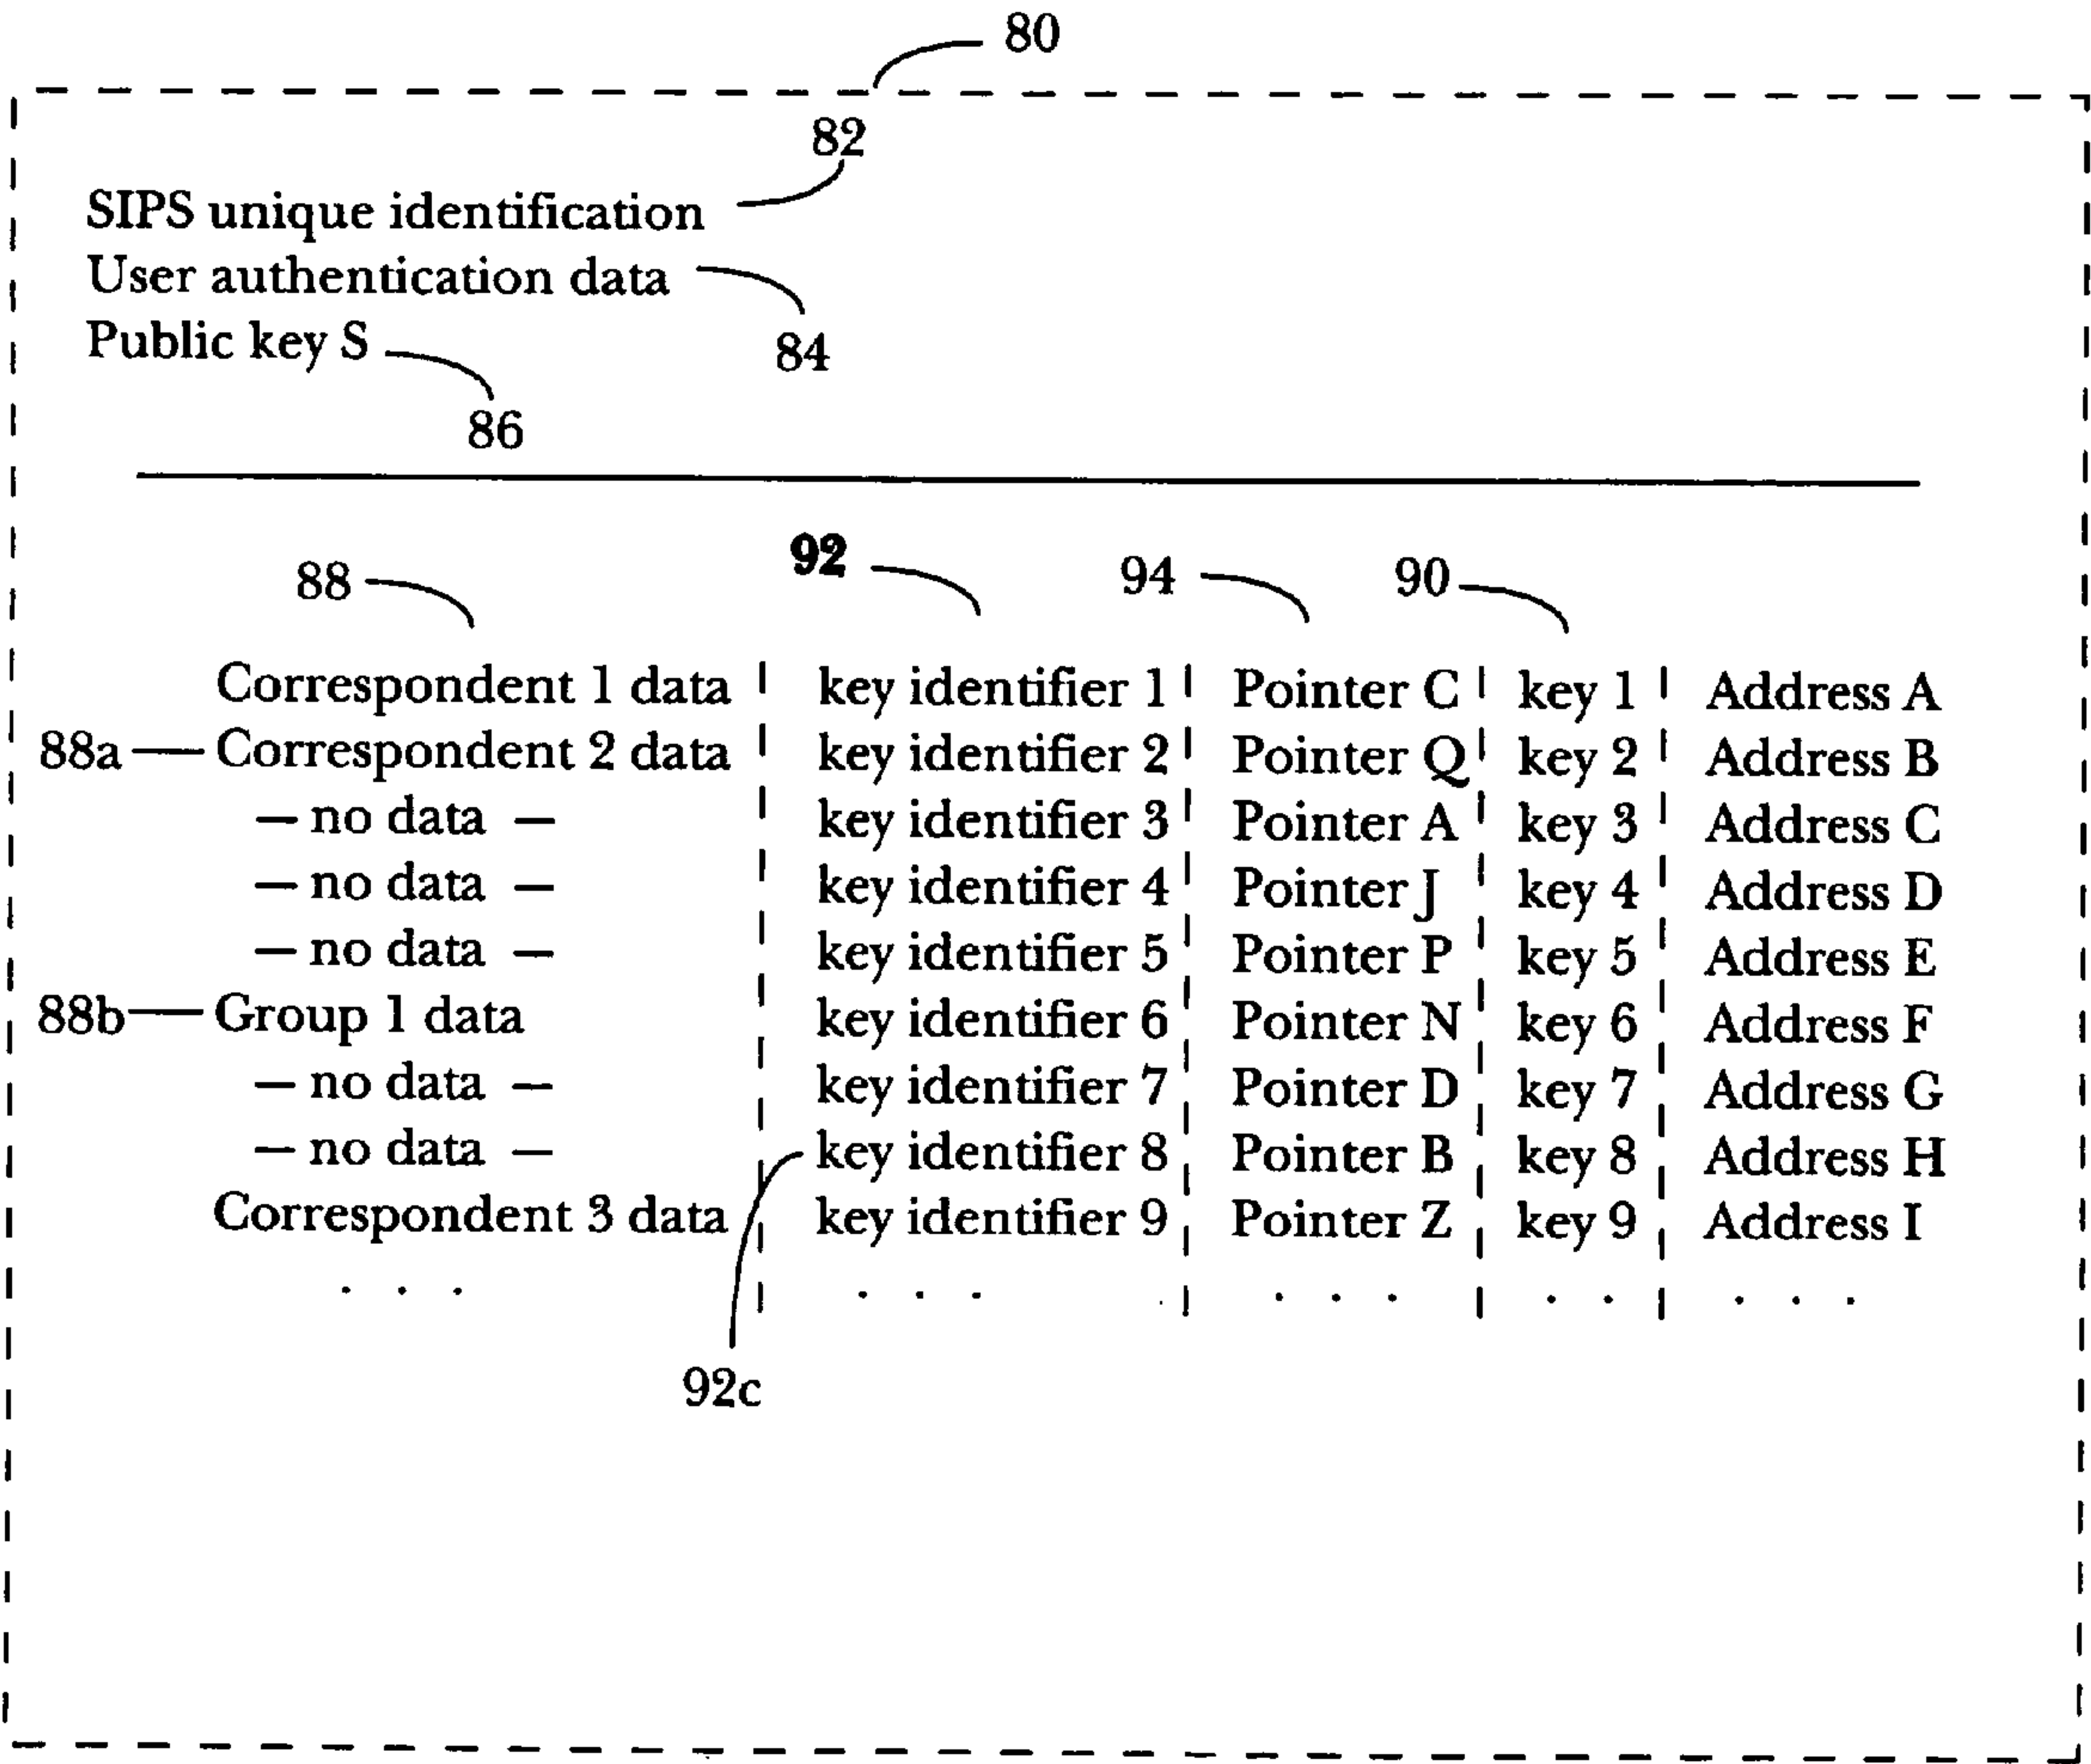 80
82
SIPS unique identification
User authentication data
Public key S
84
86
88 92 94 90
Correspondent 1 data key identifier 1 Pointer C key 1 Address A
88a Correspondent 2 data key identifier 2 Pointer Q key 2 Address B
— no data — key identifier 3 Pointer A key 3 Address C
— no data — key identifier 4 Pointer J key 4 Address D
— no data — key identifier 5 Pointer P key 5 Address E
88b Group 1 data key identifier 6 Pointer N key 6 Address F
— no data — key identifier 7 Pointer D key 7 Address G
— no data — key identifier 8 Pointer B key 8 Address H
Correspondent 3 data key identifier 9 Pointer Z key 9 Address I
. . . . . . . . . . . . . .
92c